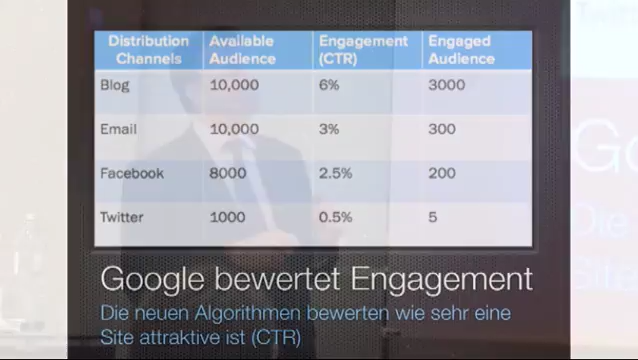 Distribution Channels Available Audience Engagement (CTR) Engaged Audience
Blog 10,000 6% 3000
Email 10,000 3% 300
Facebook 8000 2.5% 200
Twitter 1000 0.5% 5
Google bewertet Engagement
Die neuen Algorithmen bewerten wie sehr eine
Site attraktive ist (CTR)